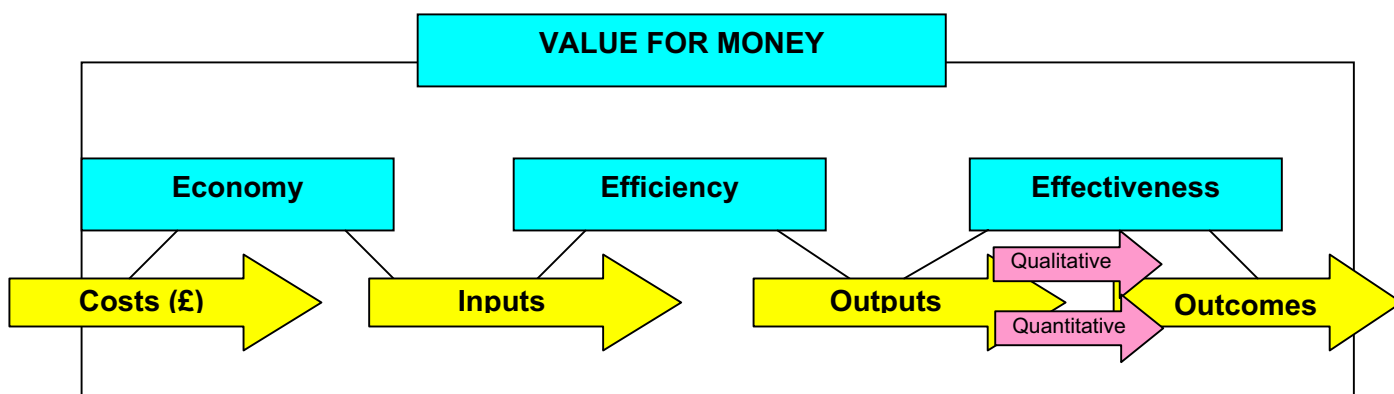 VALUE FOR MONEY
Economy
Efficiency
Effectiveness
Costs (£)
Inputs
Outputs
Qualitative
Quantitative
Outcomes